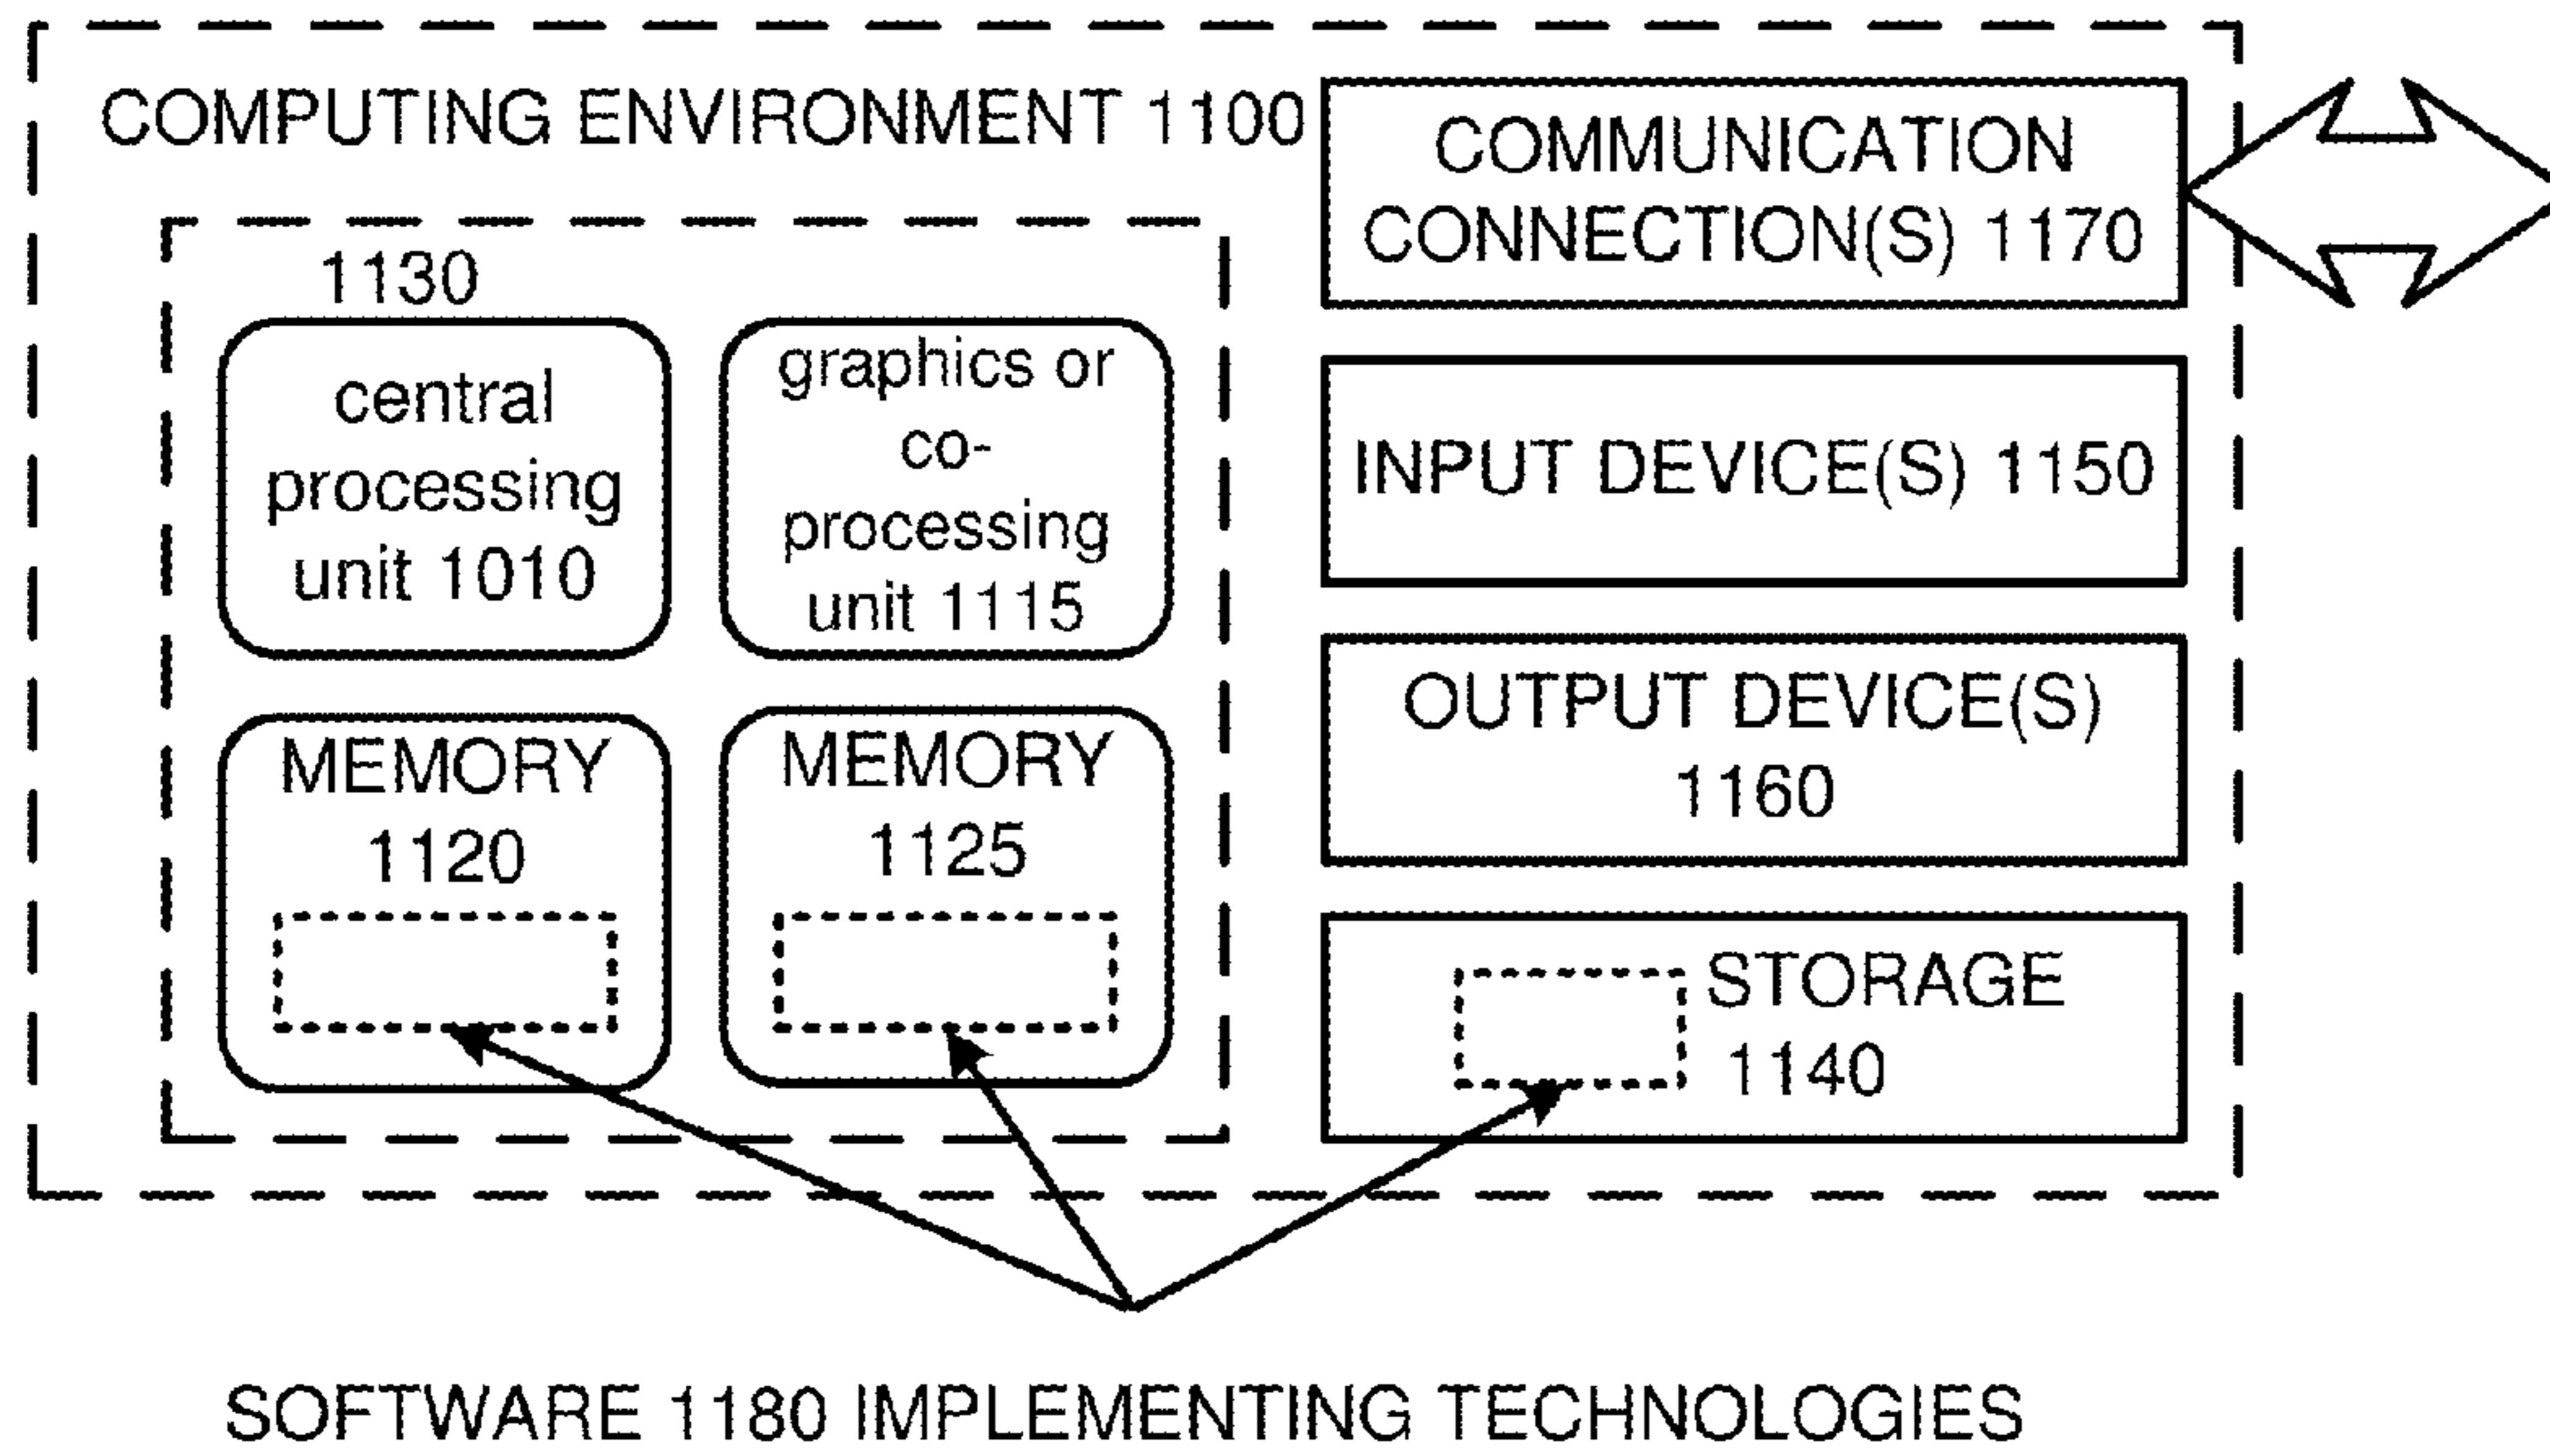 COMPUTING ENVIRONMENT 1100
1130
central
processing
unit 1010
graphics or
co-
processing
unit 1115
MEMORY
1120
MEMORY
1125
COMMUNICATION
CONNECTION(S) 1170
INPUT DEVICE(S) 1150
OUTPUT DEVICE(S)
1160
STORAGE
1140
SOFTWARE 1180 IMPLEMENTING TECHNOLOGIES